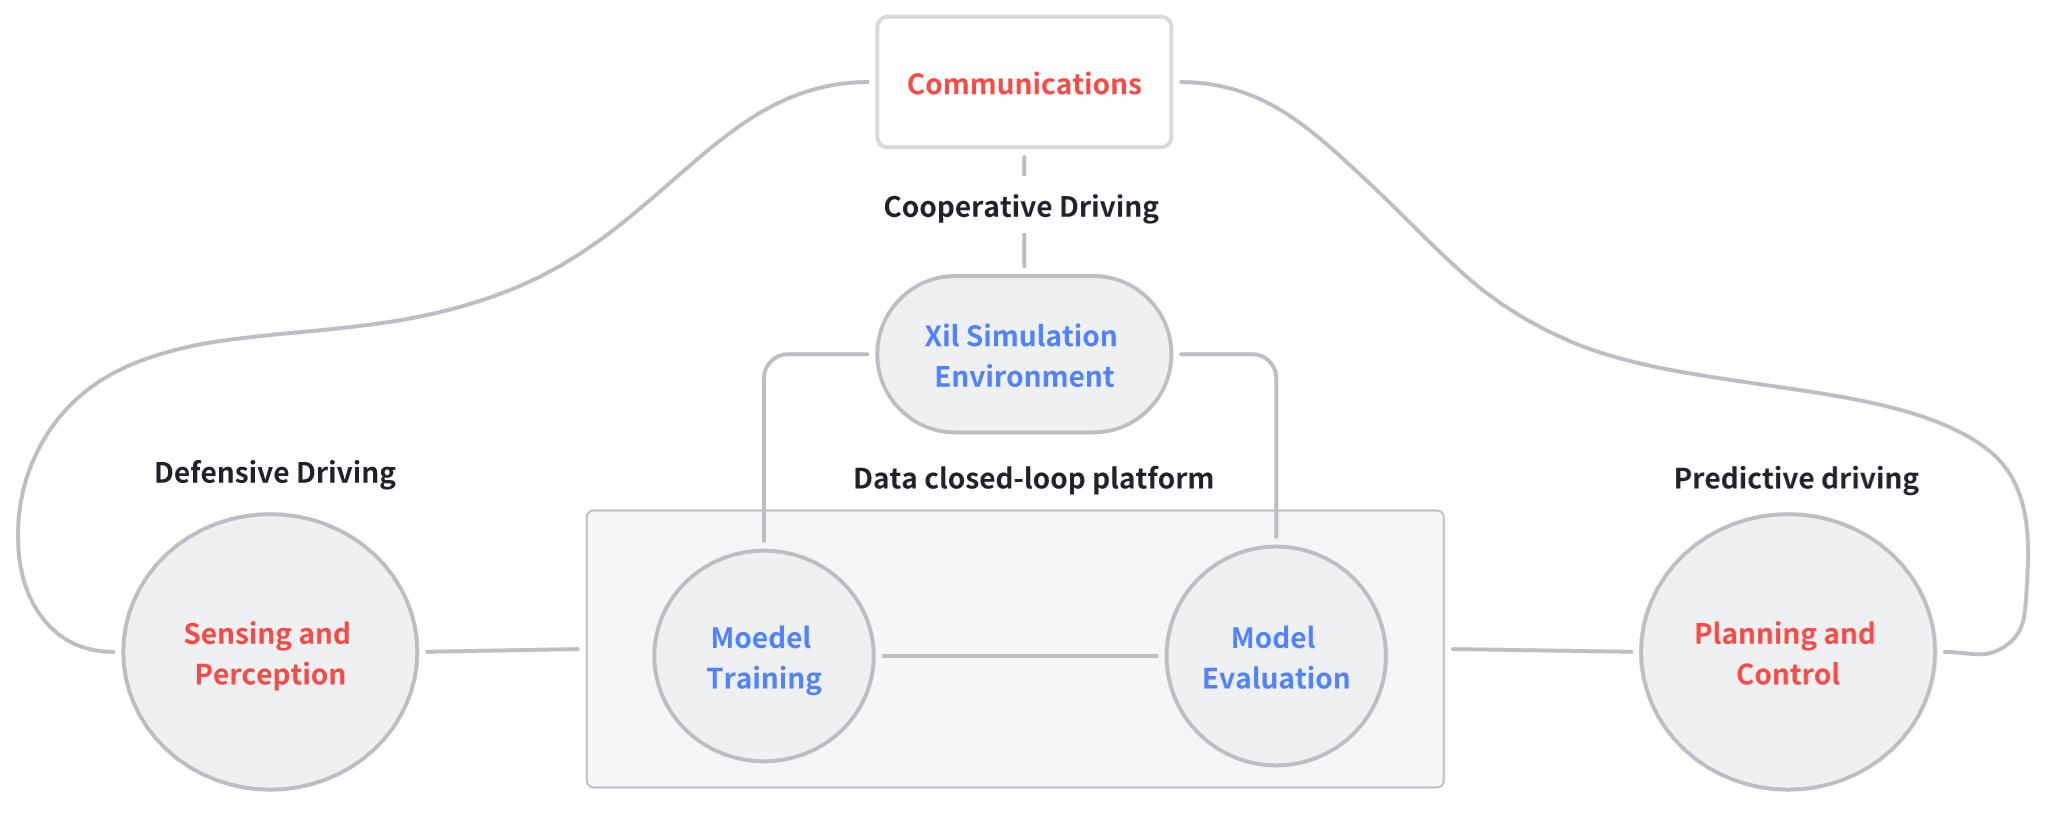 Communications
Cooperative Driving
Xil Simulation
Environment
Defensive Driving
Data closed-loop platform
Predictive driving
Sensing and
Perception
Moedel
Training
Model
Evaluation
Planning and
Control